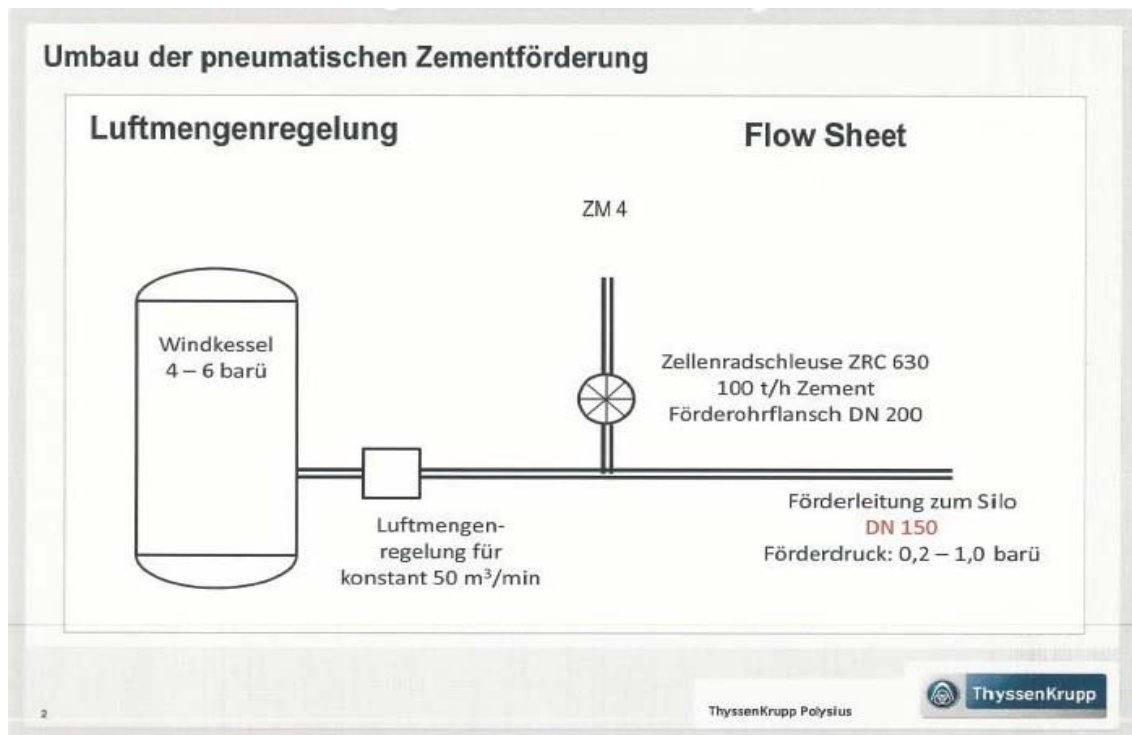 Umbau der pneumatischen Zementförderung
Luftmengenregelung
Flow Sheet
ZM 4
Windkessel
4 – 6 barü
Zellenradschleuse ZRC 630
100 t/h Zement
Förderohrflansch DN 200
Luftmengen-
regelung für
konstant 50 m³/min
Förderleitung zum Silo
DN 150
Förderdruck: 0,2 – 1,0 barü
2
ThyssenKrupp Polysius
ThyssenKrupp